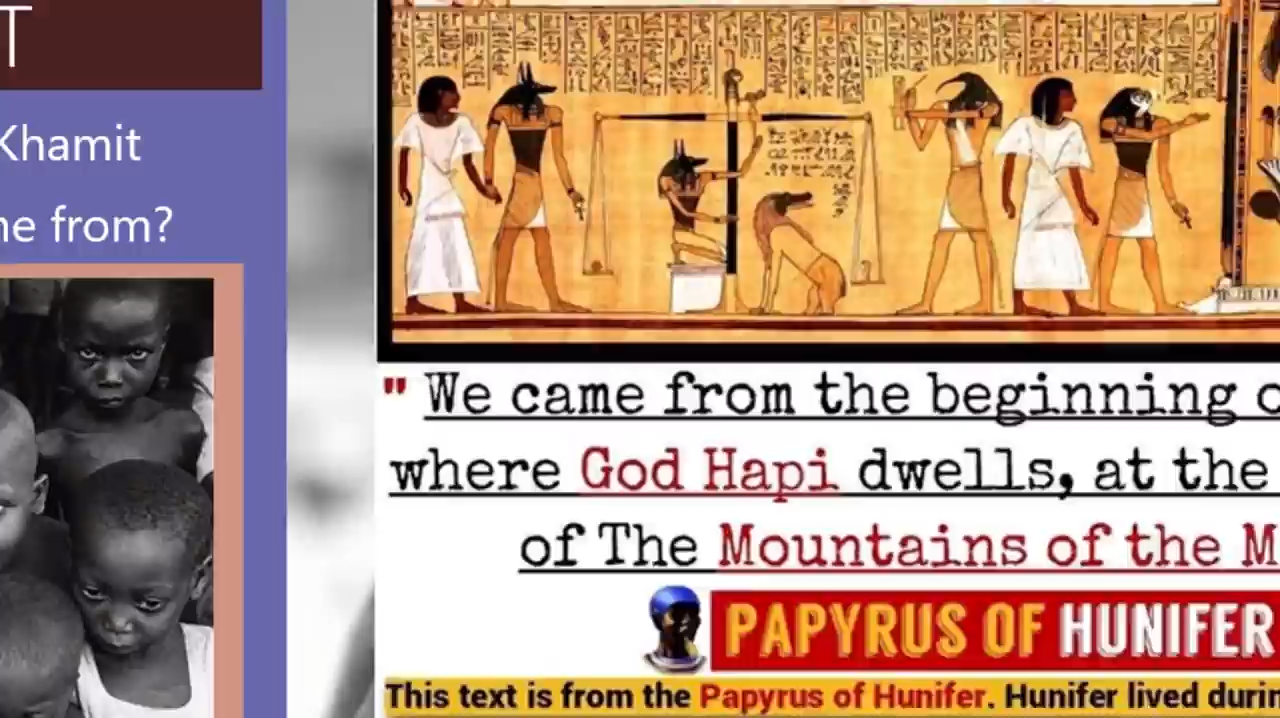 T
Khamit
ne from?
" We came from the beginning o
where God Hapi dwells, at the
of The Mountains of the M
PAPYRUS OF HUNIFER
This text is from the Papyrus of Hunifer. Hunifer lived durin